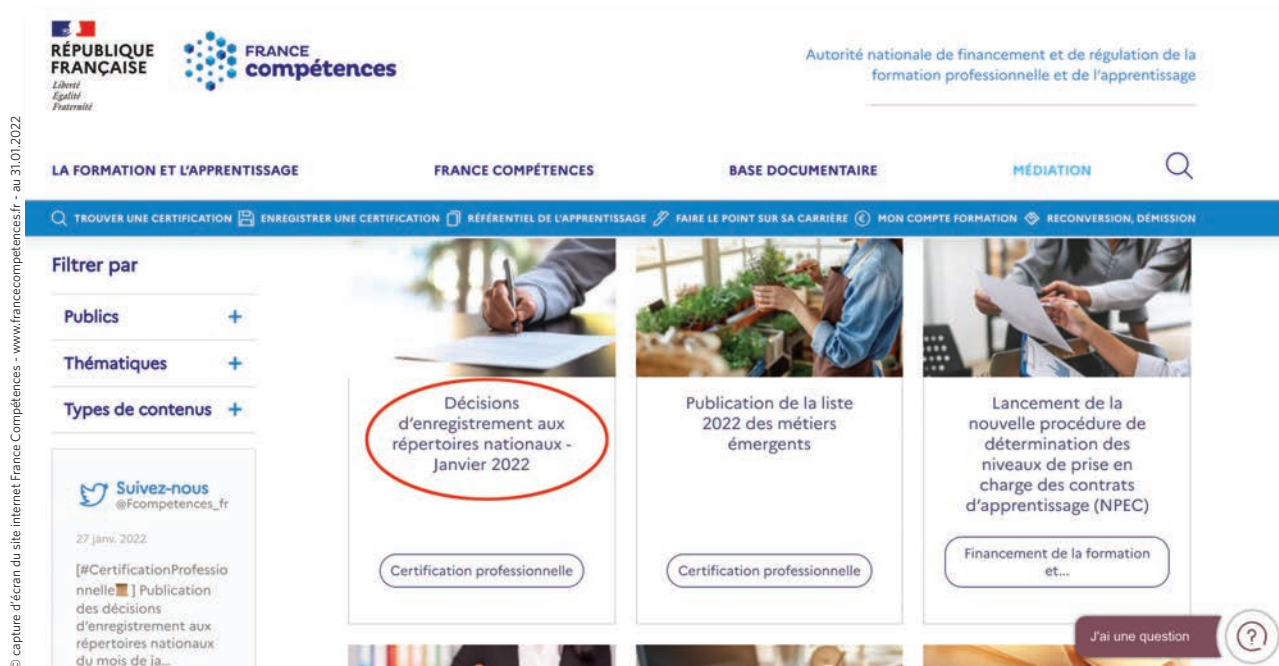 RÉPUBLIQUE
FRANÇAISE
Liberté
Égalité
Fraternité
FRANCE
compétences
Autorité nationale de financement et de régulation de la
formation professionnelle et de l'apprentissage
LA FORMATION ET L'APPRENTISSAGE
FRANCE COMPÉTENCES
BASE DOCUMENTAIRE
MÉDIATION
TROUVER UNE CERTIFICATION
ENREGISTRER UNE CERTIFICATION
RÉFÉRENTIEL DE L'APPRENTISSAGE
FAIRE LE POINT SUR SA CARRIÈRE
MON COMPTE FORMATION
RECONVERSION, DÉMISSION
Filtrer par
Publics +
Thématiques +
Types de contenus +
Suivez-nous
@Fcompetences_fr
27 janv. 2022
[#CertificationProfessio
nnelle ] Publication
des décisions
d'enregistrement aux
répertoires nationaux
du mois de ja...
Décisions
d'enregistrement aux
répertoires nationaux -
Janvier 2022
Certification professionnelle
Publication de la liste
2022 des métiers
émergents
Certification professionnelle
Lancement de la
nouvelle procédure de
détermination des
niveaux de prise en
charge des contrats
d'apprentissage (NPEC)
Financement de la formation
et...
J'ai une question
?
© capture d'écran du site internet France Compétences - www.francecompetences.fr - au 31.01.2022